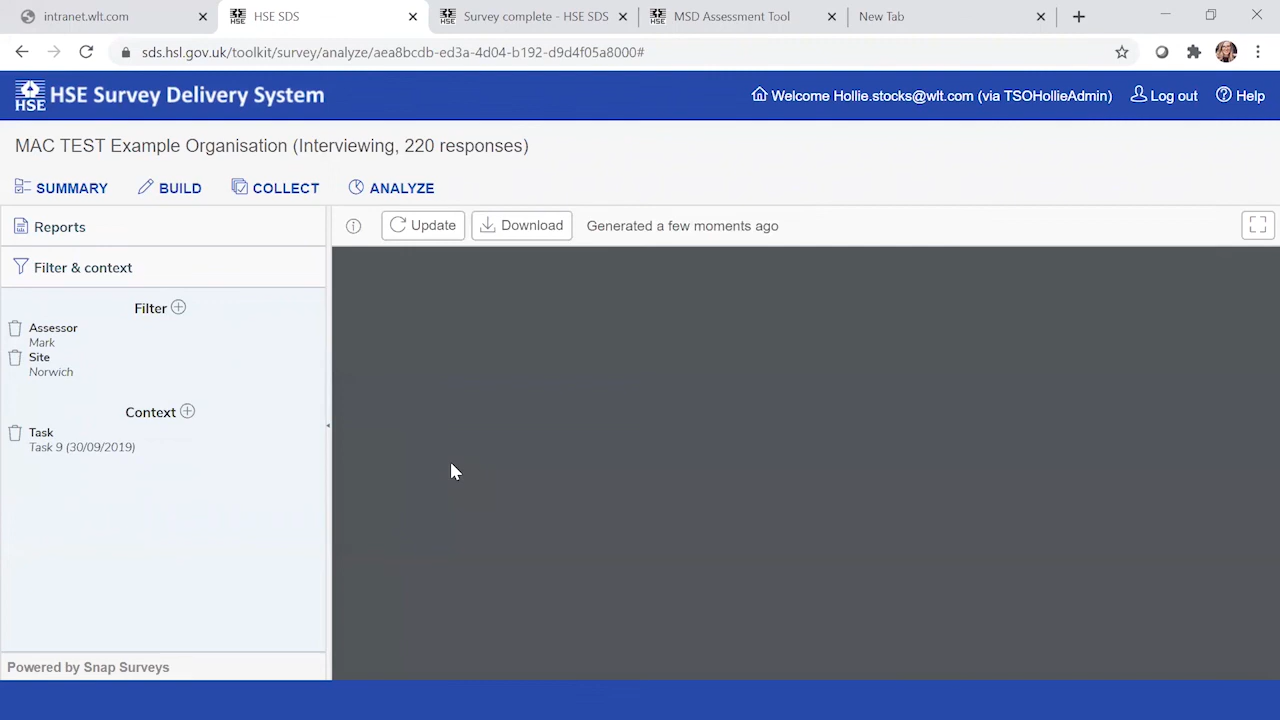 intranet.wlt.com
HSE SDS
Survey complete - HSE SDS
MSD Assessment Tool
New Tab
sds.hsl.gov.uk/toolkit/survey/analyze/aea8bcdb-ed3a-4d04-b192-d9d4f05a8000#
HSE
HSE Survey Delivery System
Welcome Hollie.stocks@wlt.com (via TSOHollieAdmin)
Log out
Help
MAC TEST Example Organisation (Interviewing, 220 responses)
SUMMARY
BUILD
COLLECT
ANALYZE
Reports
Update
Download
Generated a few moments ago
Filter & context
Filter
Assessor
Mark
Site
Norwich
Context
Task
Task 9 (30/09/2019)
Powered by Snap Surveys